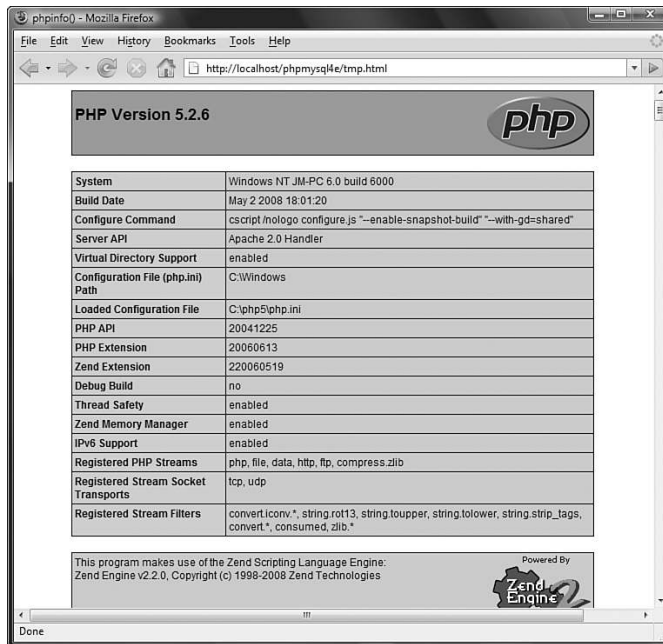 phpinfo() - Mozilla Firefox
File Edit View History Bookmarks Tools Help
http://localhost/phpmysql4e/tmp.html
PHP Version 5.2.6
php
System Windows NT JM-PC 6.0 build 6000
Build Date May 2 2008 18:01:20
Configure Command cscript /nologo configure.js "--enable-snapshot-build" "--with-gd=shared"
Server API Apache 2.0 Handler
Virtual Directory Support enabled
Configuration File (php.ini) C:\Windows
Path
Loaded Configuration File C:\php5\php.ini
PHP API 20041225
PHP Extension 20060613
Zend Extension 220060519
Debug Build no
Thread Safety enabled
Zend Memory Manager enabled
IPv6 Support enabled
Registered PHP Streams php, file, data, http, ftp, compress.zlib
Registered Stream Socket tcp, udp
Transports
Registered Stream Filters convert.iconv.*, string.rot13, string.toupper, string.tolower, string.strip_tags,
convert.*, consumed, zlib.*
This program makes use of the Zend Scripting Language Engine:
Zend Engine v2.2.0, Copyright (c) 1998-2008 Zend Technologies
Powered By
Zend
Engine 2
Done